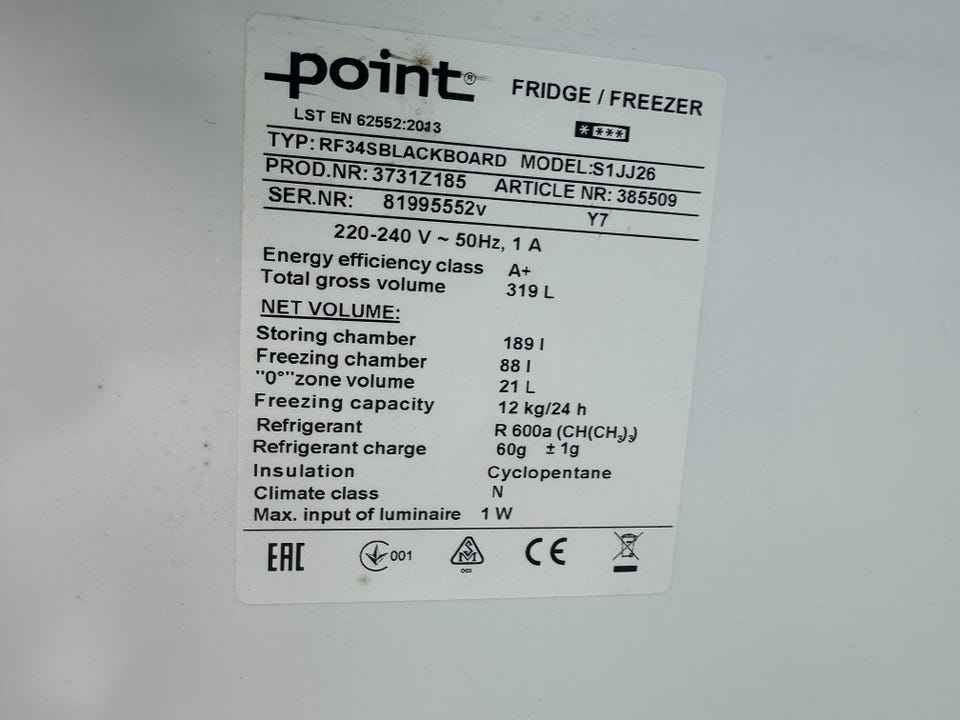 point® FRIDGE / FREEZER
LST EN 62552:2013 * ***
TYP: RF34SBLACKBOARD MODEL:S1JJ26
PROD.NR: 3731Z185 ARTICLE NR: 385509
SER.NR: 81995552v Y7
220-240 V ~ 50Hz, 1 A
Energy efficiency class A+
Total gross volume 319 L
NET VOLUME:
Storing chamber 189 l
Freezing chamber 88 l
"0°"zone volume 21 L
Freezing capacity 12 kg/24 h
Refrigerant R 600a (CH(CH₃)₃)
Refrigerant charge 60g ± 1g
Insulation Cyclopentane
Climate class N
Max. input of luminaire 1 W
EAC 001 CE